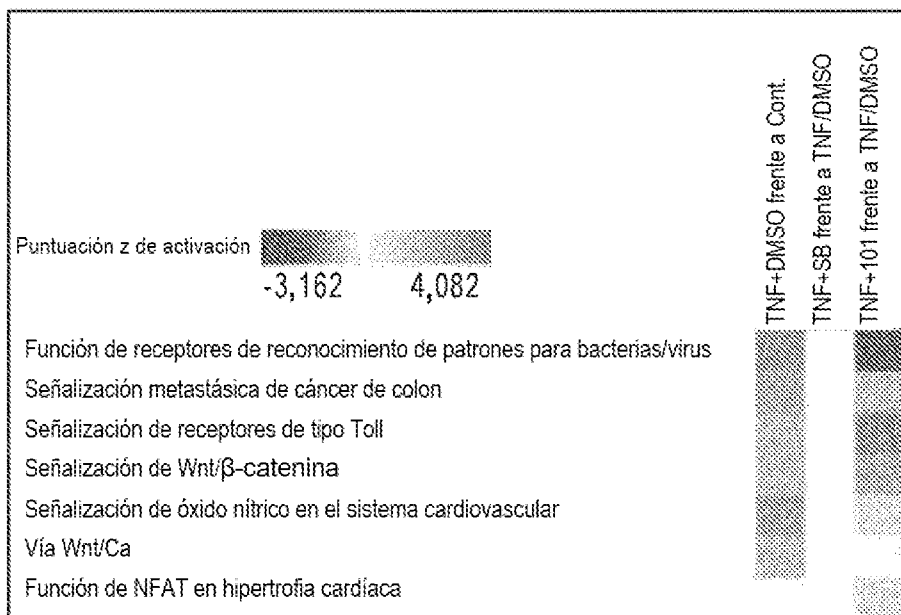 TNF+DMSO frente a Cont.
TNF+SB frente a TNF/DMSO
TNF+101 frente a TNF/DMSO
Puntuación z de activación
-3,162 4,082
Función de receptores de reconocimiento de patrones para bacterias/virus
Señalización metastásica de cáncer de colon
Señalización de receptores de tipo Toll
Señalización de Wnt/β-catenina
Señalización de óxido nítrico en el sistema cardiovascular
Vía Wnt/Ca
Función de NFAT en hipertrofia cardíaca